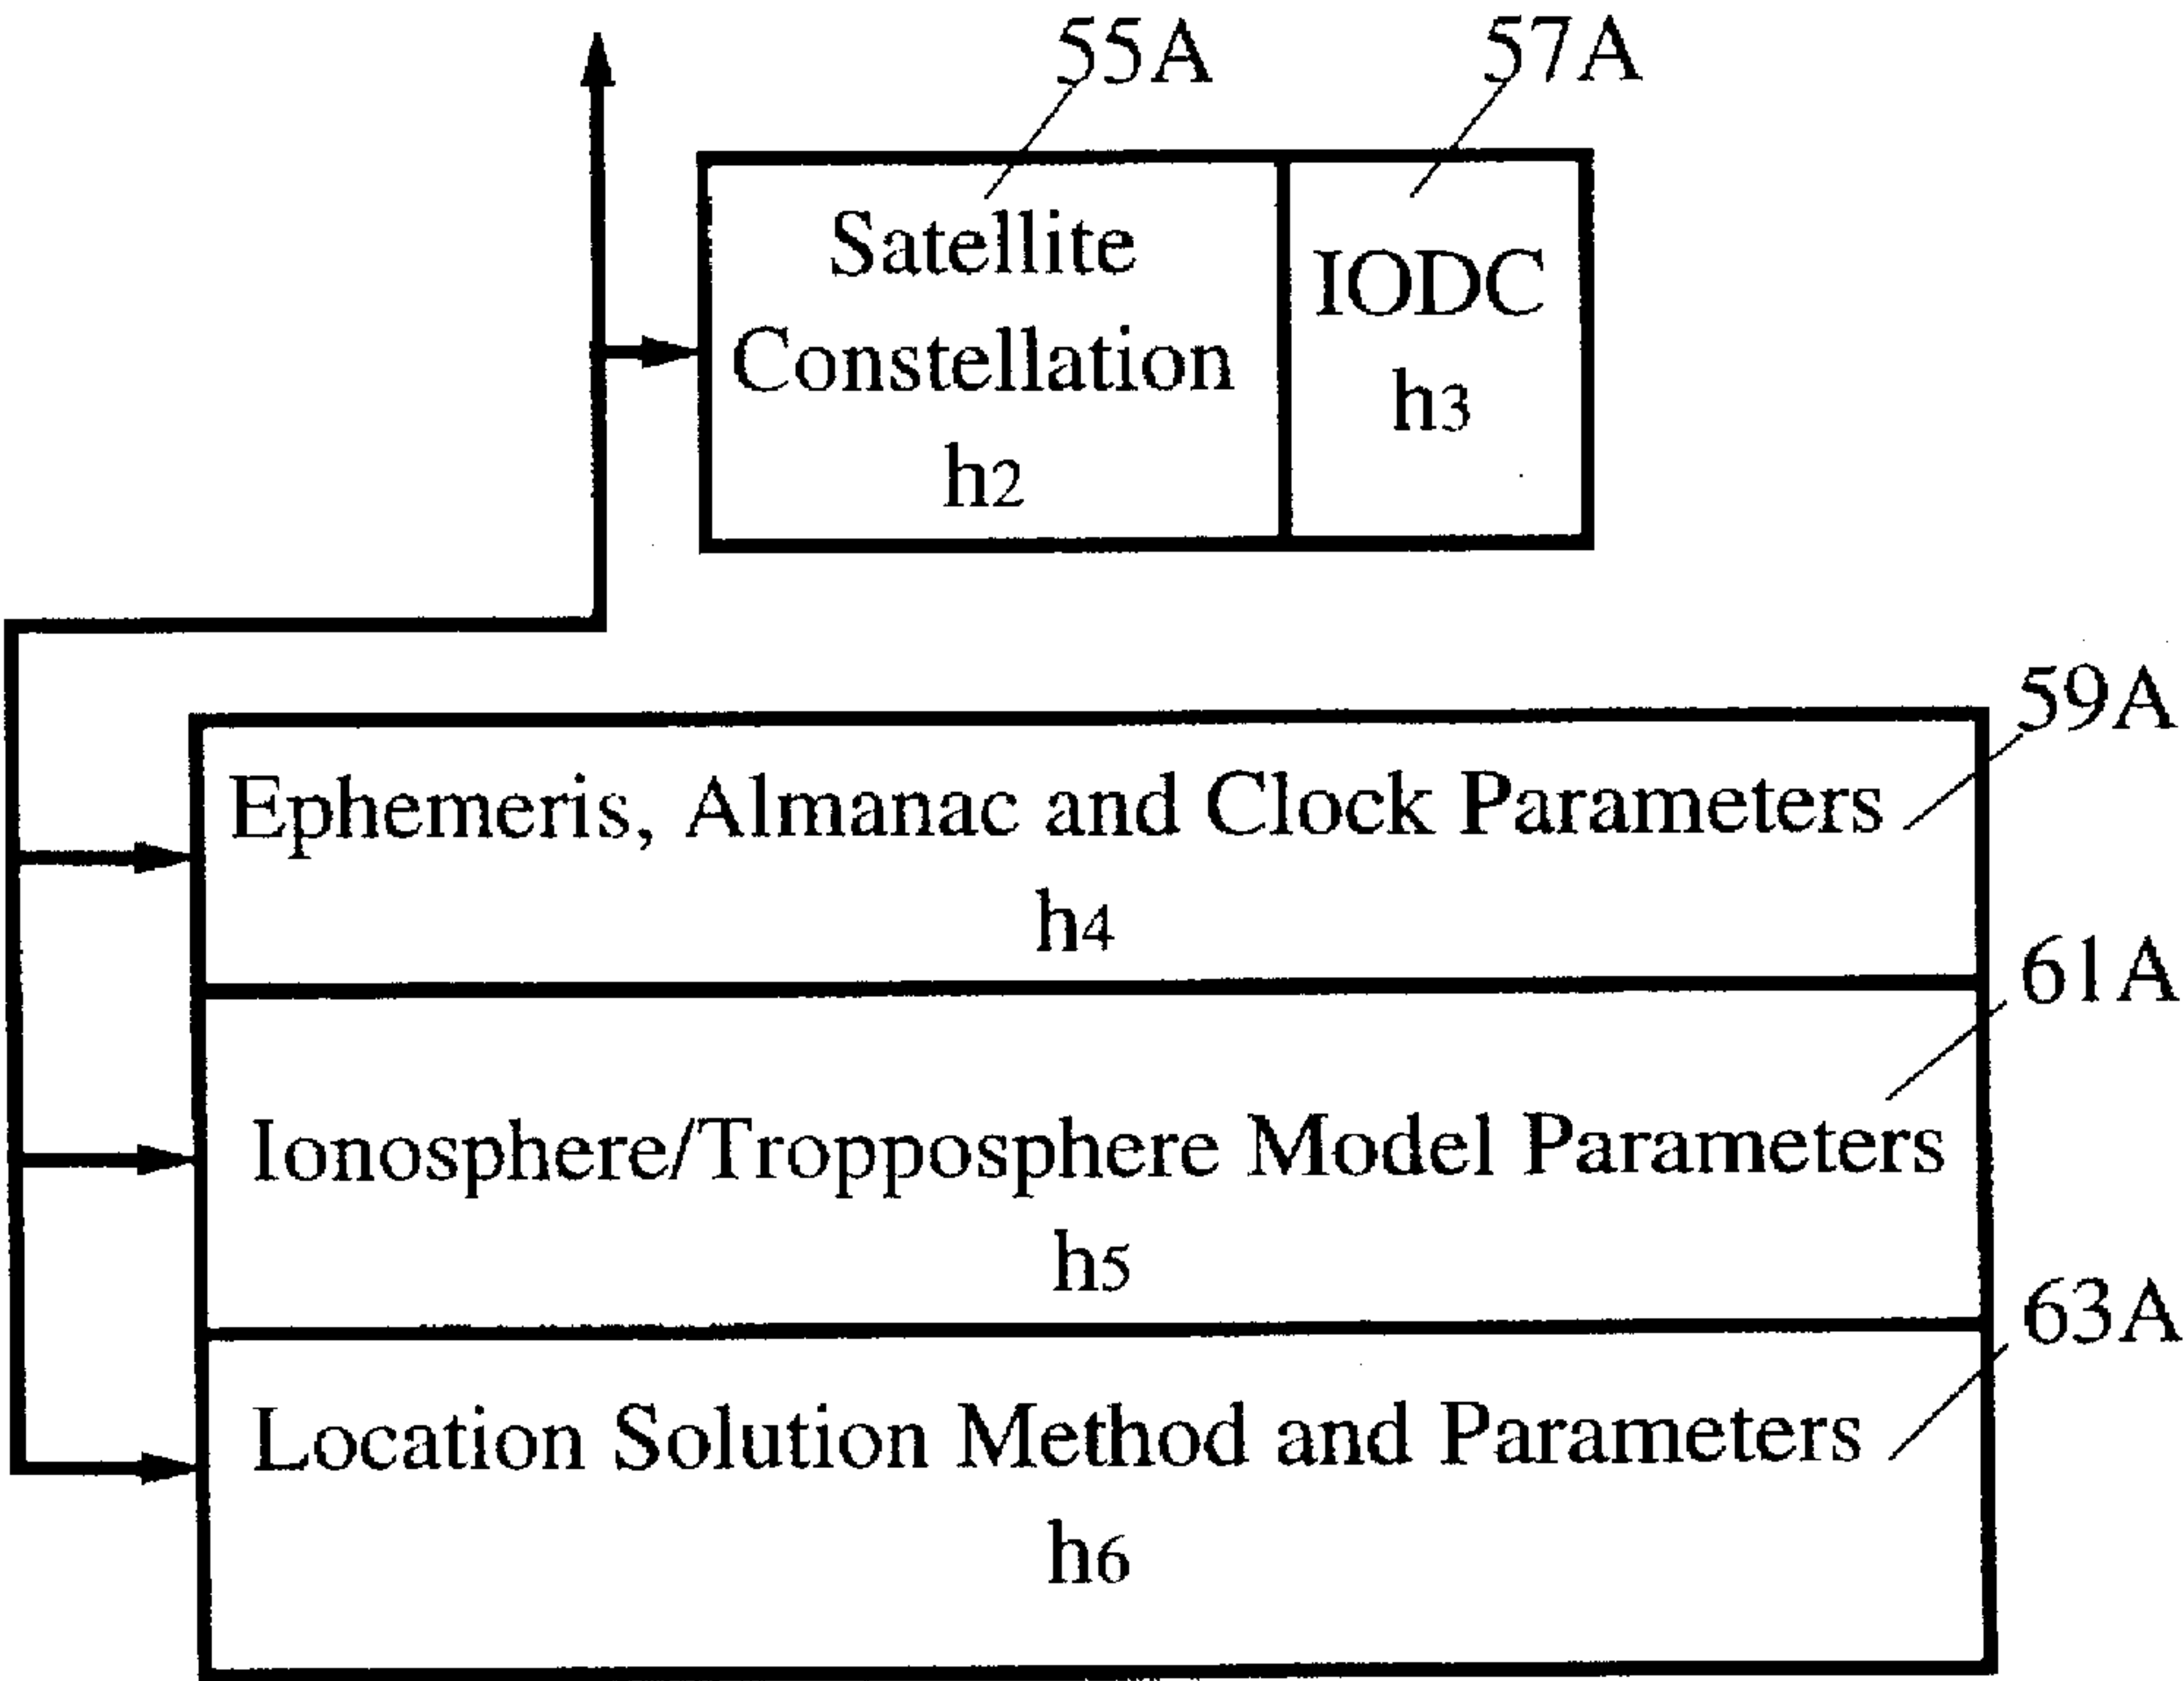 55A
57A
Satellite
Constellation
h2
IODC
h3
59A
Ephemeris, Almanac and Clock Parameters
h4
61A
Ionosphere/Tropposphere Model Parameters
h5
63A
Location Solution Method and Parameters
h6